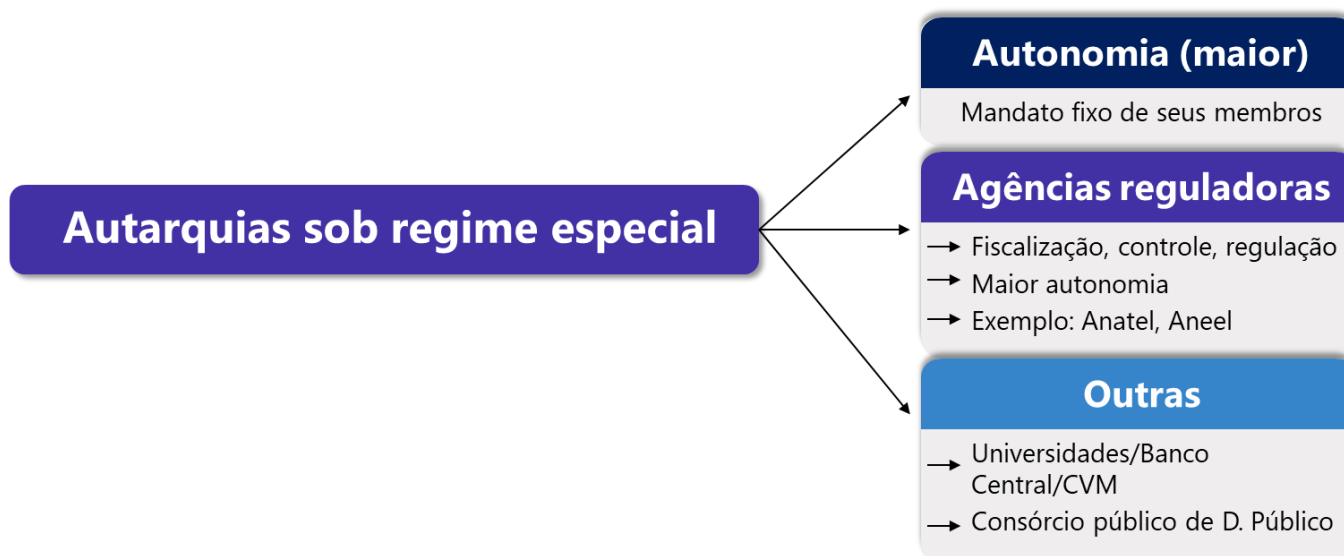 Autarquias sob regime especial
Autonomia (maior)
Mandato fixo de seus membros
Agências reguladoras
Fiscalização, controle, regulação
Maior autonomia
Exemplo: Anatel, Aneel
Outras
Universidades/Banco
Central/CVM
Consórcio público de D. Público